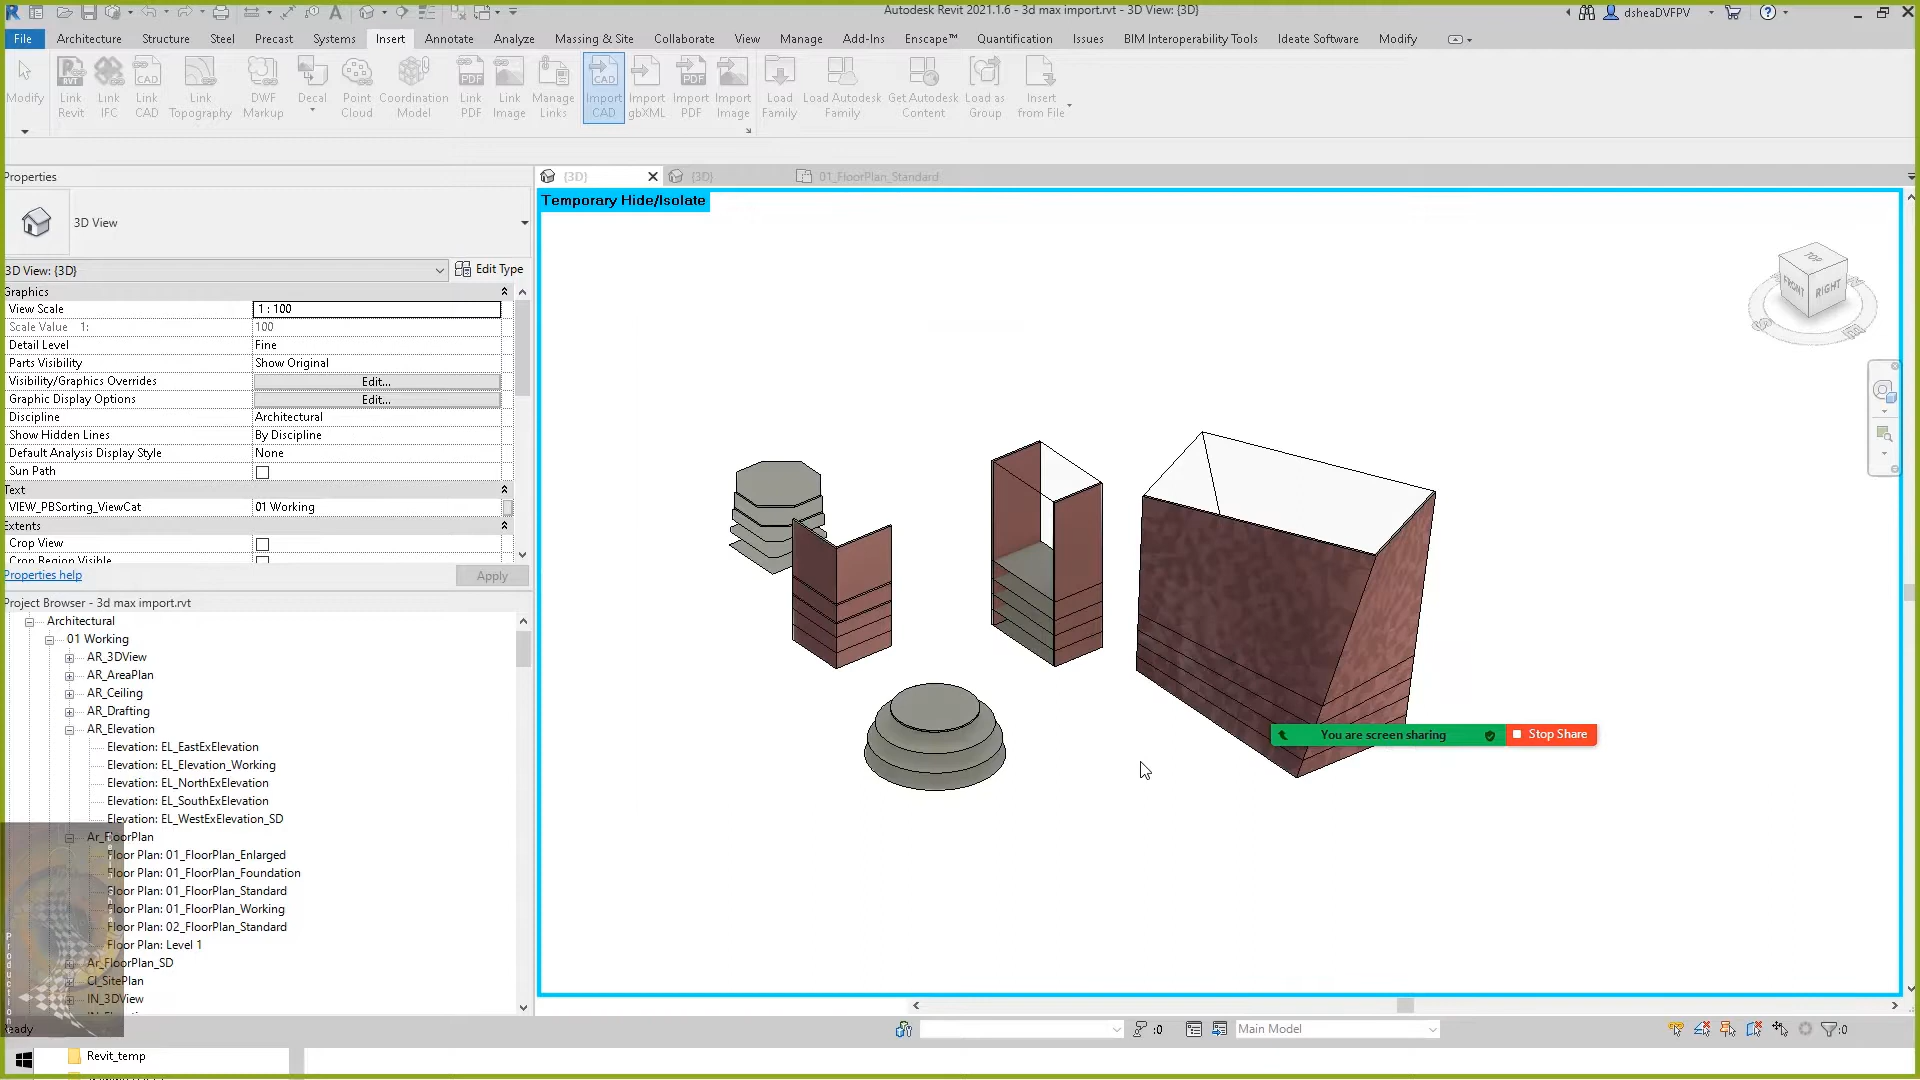 Autodesk Revit 2021.1.6 - 3d max import.rvt - 3D View: {3D}
dsheaDVFPV
File Architecture Structure Steel Precast Systems Insert Annotate Analyze Massing & Site Collaborate View Manage Add-Ins Enscape™ Quantification Issues BIM Interoperability Tools Ideate Software Modify
Modify
Link Revit
Link IFC
Link CAD
Link Topography
DWF Markup
Decal
Point Cloud
Coordination Model
Link PDF
Link Image
Manage Links
Import CAD
Import gbXML
Import PDF
Import Image
Load Family
Load Autodesk Family
Get Autodesk Content
Load as Group
Insert from File
Properties
{3D} {3D} 01_FloorPlan_Standard
Temporary Hide/Isolate
3D View
TOP
FRONT RIGHT
3D View: {3D} Edit Type
Graphics
View Scale 1 : 100
Scale Value 1: 100
Detail Level Fine
Parts Visibility Show Original
Visibility/Graphics Overrides Edit...
Graphic Display Options Edit...
Discipline Architectural
Show Hidden Lines By Discipline
Default Analysis Display Style None
Sun Path
Text
VIEW_PBSorting_ViewCat 01 Working
Extents
Crop View
Crop Region Visible
Properties help Apply
Project Browser - 3d max import.rvt
Architectural
01 Working
AR_3DView
AR_AreaPlan
AR_Ceiling
AR_Drafting
AR_Elevation
Elevation: EL_EastExElevation
Elevation: EL_Elevation_Working
Elevation: EL_NorthExElevation
Elevation: EL_SouthExElevation
Elevation: EL_WestExElevation_SD
Ar_FloorPlan
Floor Plan: 01_FloorPlan_Enlarged
Floor Plan: 01_FloorPlan_Foundation
Floor Plan: 01_FloorPlan_Standard
Floor Plan: 01_FloorPlan_Working
Floor Plan: 02_FloorPlan_Standard
Floor Plan: Level 1
Ar_FloorPlan_SD
CI_SitePlan
IN_3DView
You are screen sharing Stop Share
Production
Ready
:0 Main Model :0
Revit_temp